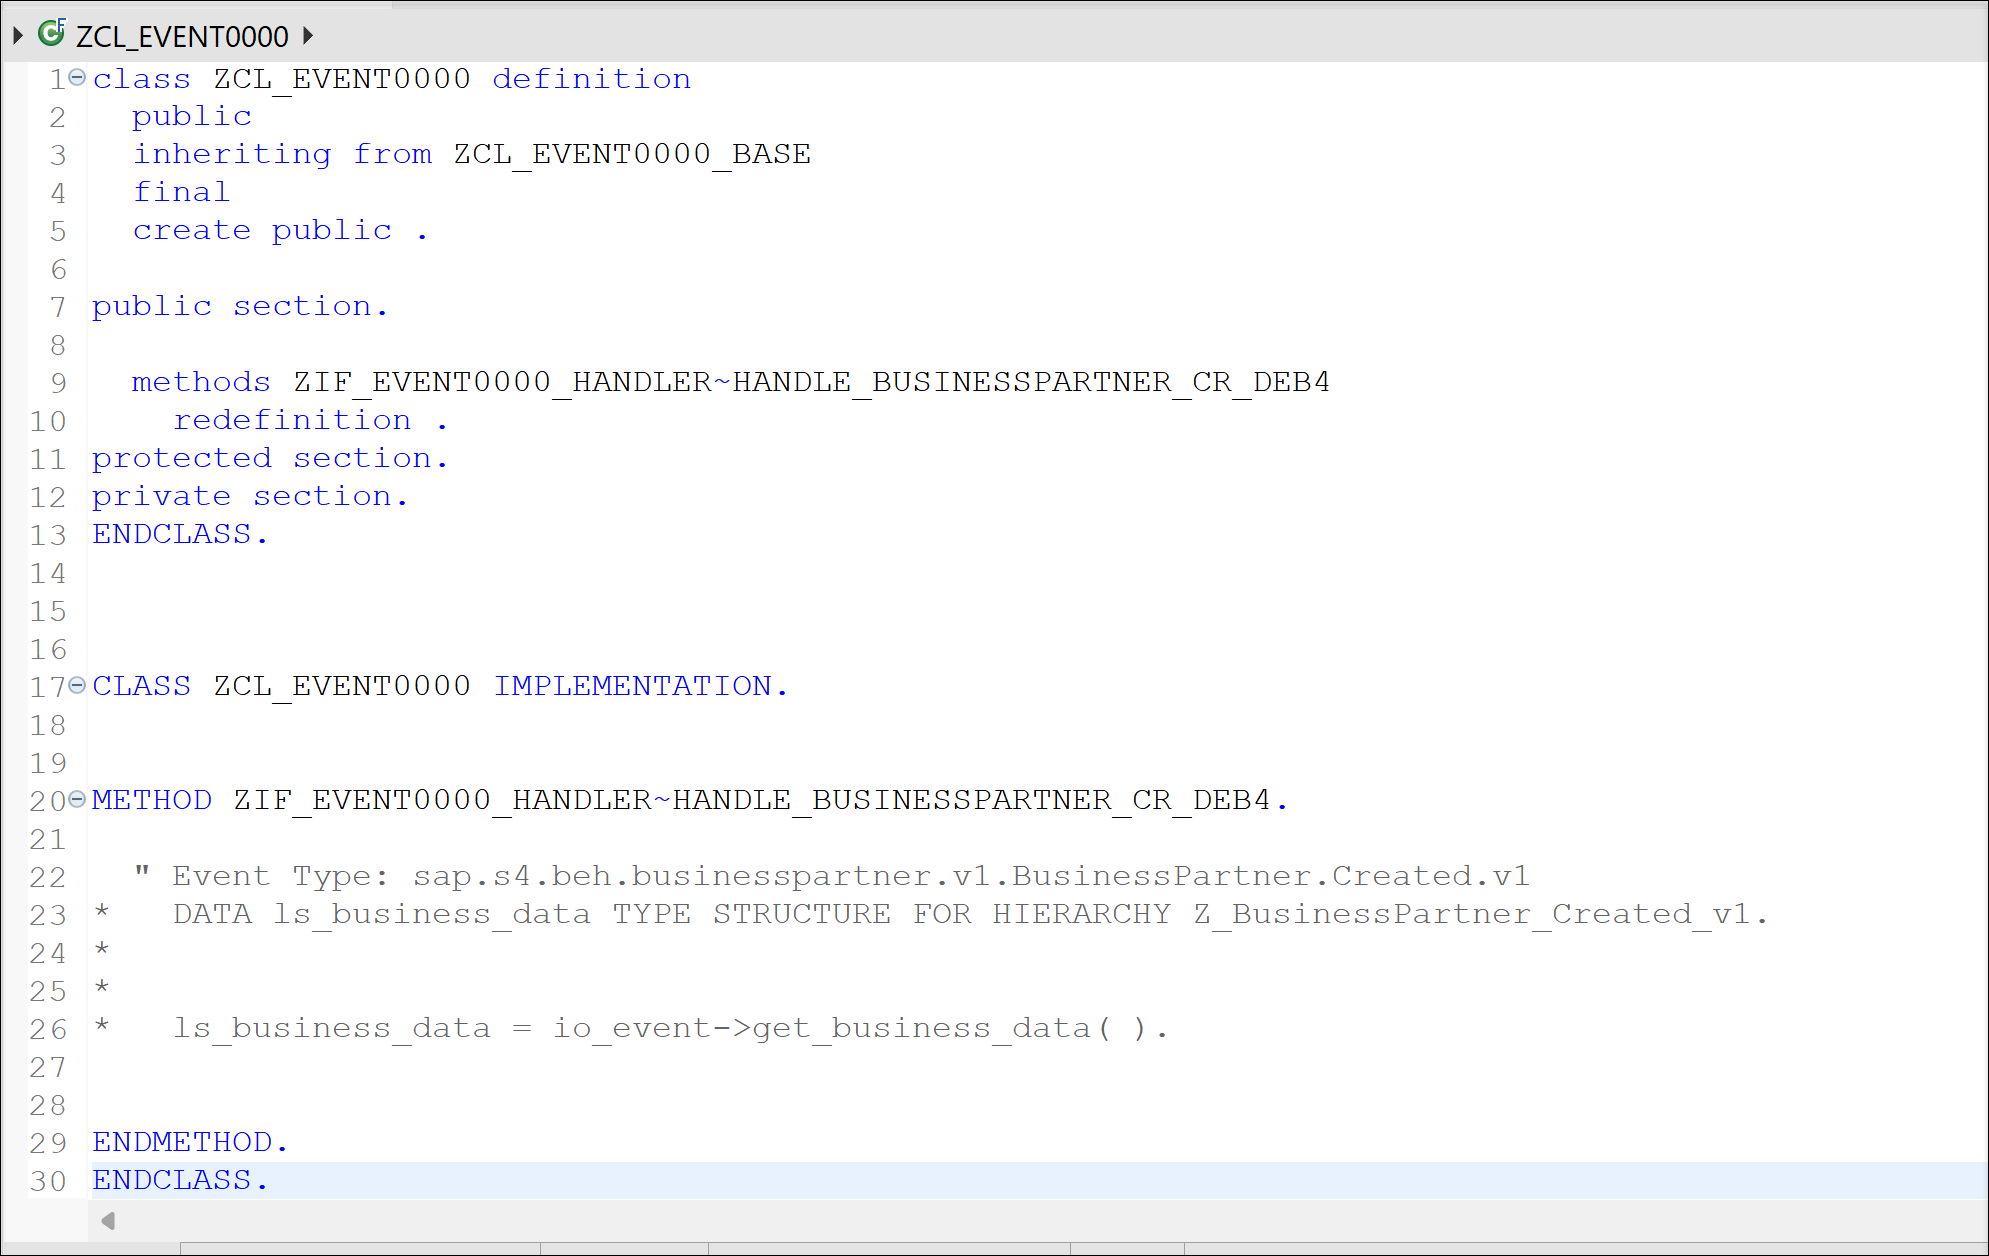 ZCL_EVENT0000
1 class ZCL_EVENT0000 definition
2   public
3   inheriting from ZCL_EVENT0000_BASE
4   final
5   create public .
6
7 public section.
8
9   methods ZIF_EVENT0000_HANDLER~HANDLE_BUSINESSPARTNER_CR_DEB4
10     redefinition .
11 protected section.
12 private section.
13 ENDCLASS.
14
15
16
17 CLASS ZCL_EVENT0000 IMPLEMENTATION.
18
19
20 METHOD ZIF_EVENT0000_HANDLER~HANDLE_BUSINESSPARTNER_CR_DEB4.
21
22   " Event Type: sap.s4.beh.businesspartner.v1.BusinessPartner.Created.v1
23 *   DATA ls_business_data TYPE STRUCTURE FOR HIERARCHY Z_BusinessPartner_Created_v1.
24 *
25 *
26 *   ls_business_data = io_event->get_business_data( ).
27
28
29 ENDMETHOD.
30 ENDCLASS.